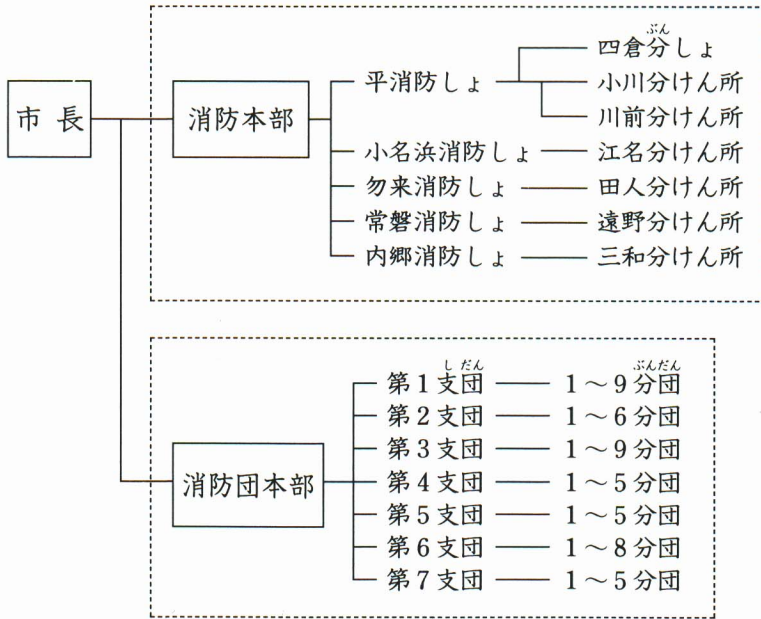 市長
消防本部
平消防しょ
四倉分しょ
ぶん
小川分けん所
川前分けん所
小名浜消防しょ
江名分けん所
勿来消防しょ
田人分けん所
常磐消防しょ
遠野分けん所
内郷消防しょ
三和分けん所
消防団本部
しだん
ぶんだん
第1支団
1～9分団
第2支団
1～6分団
第3支団
1～9分団
第4支団
1～5分団
第5支団
1～5分団
第6支団
1～8分団
第7支団
1～5分団